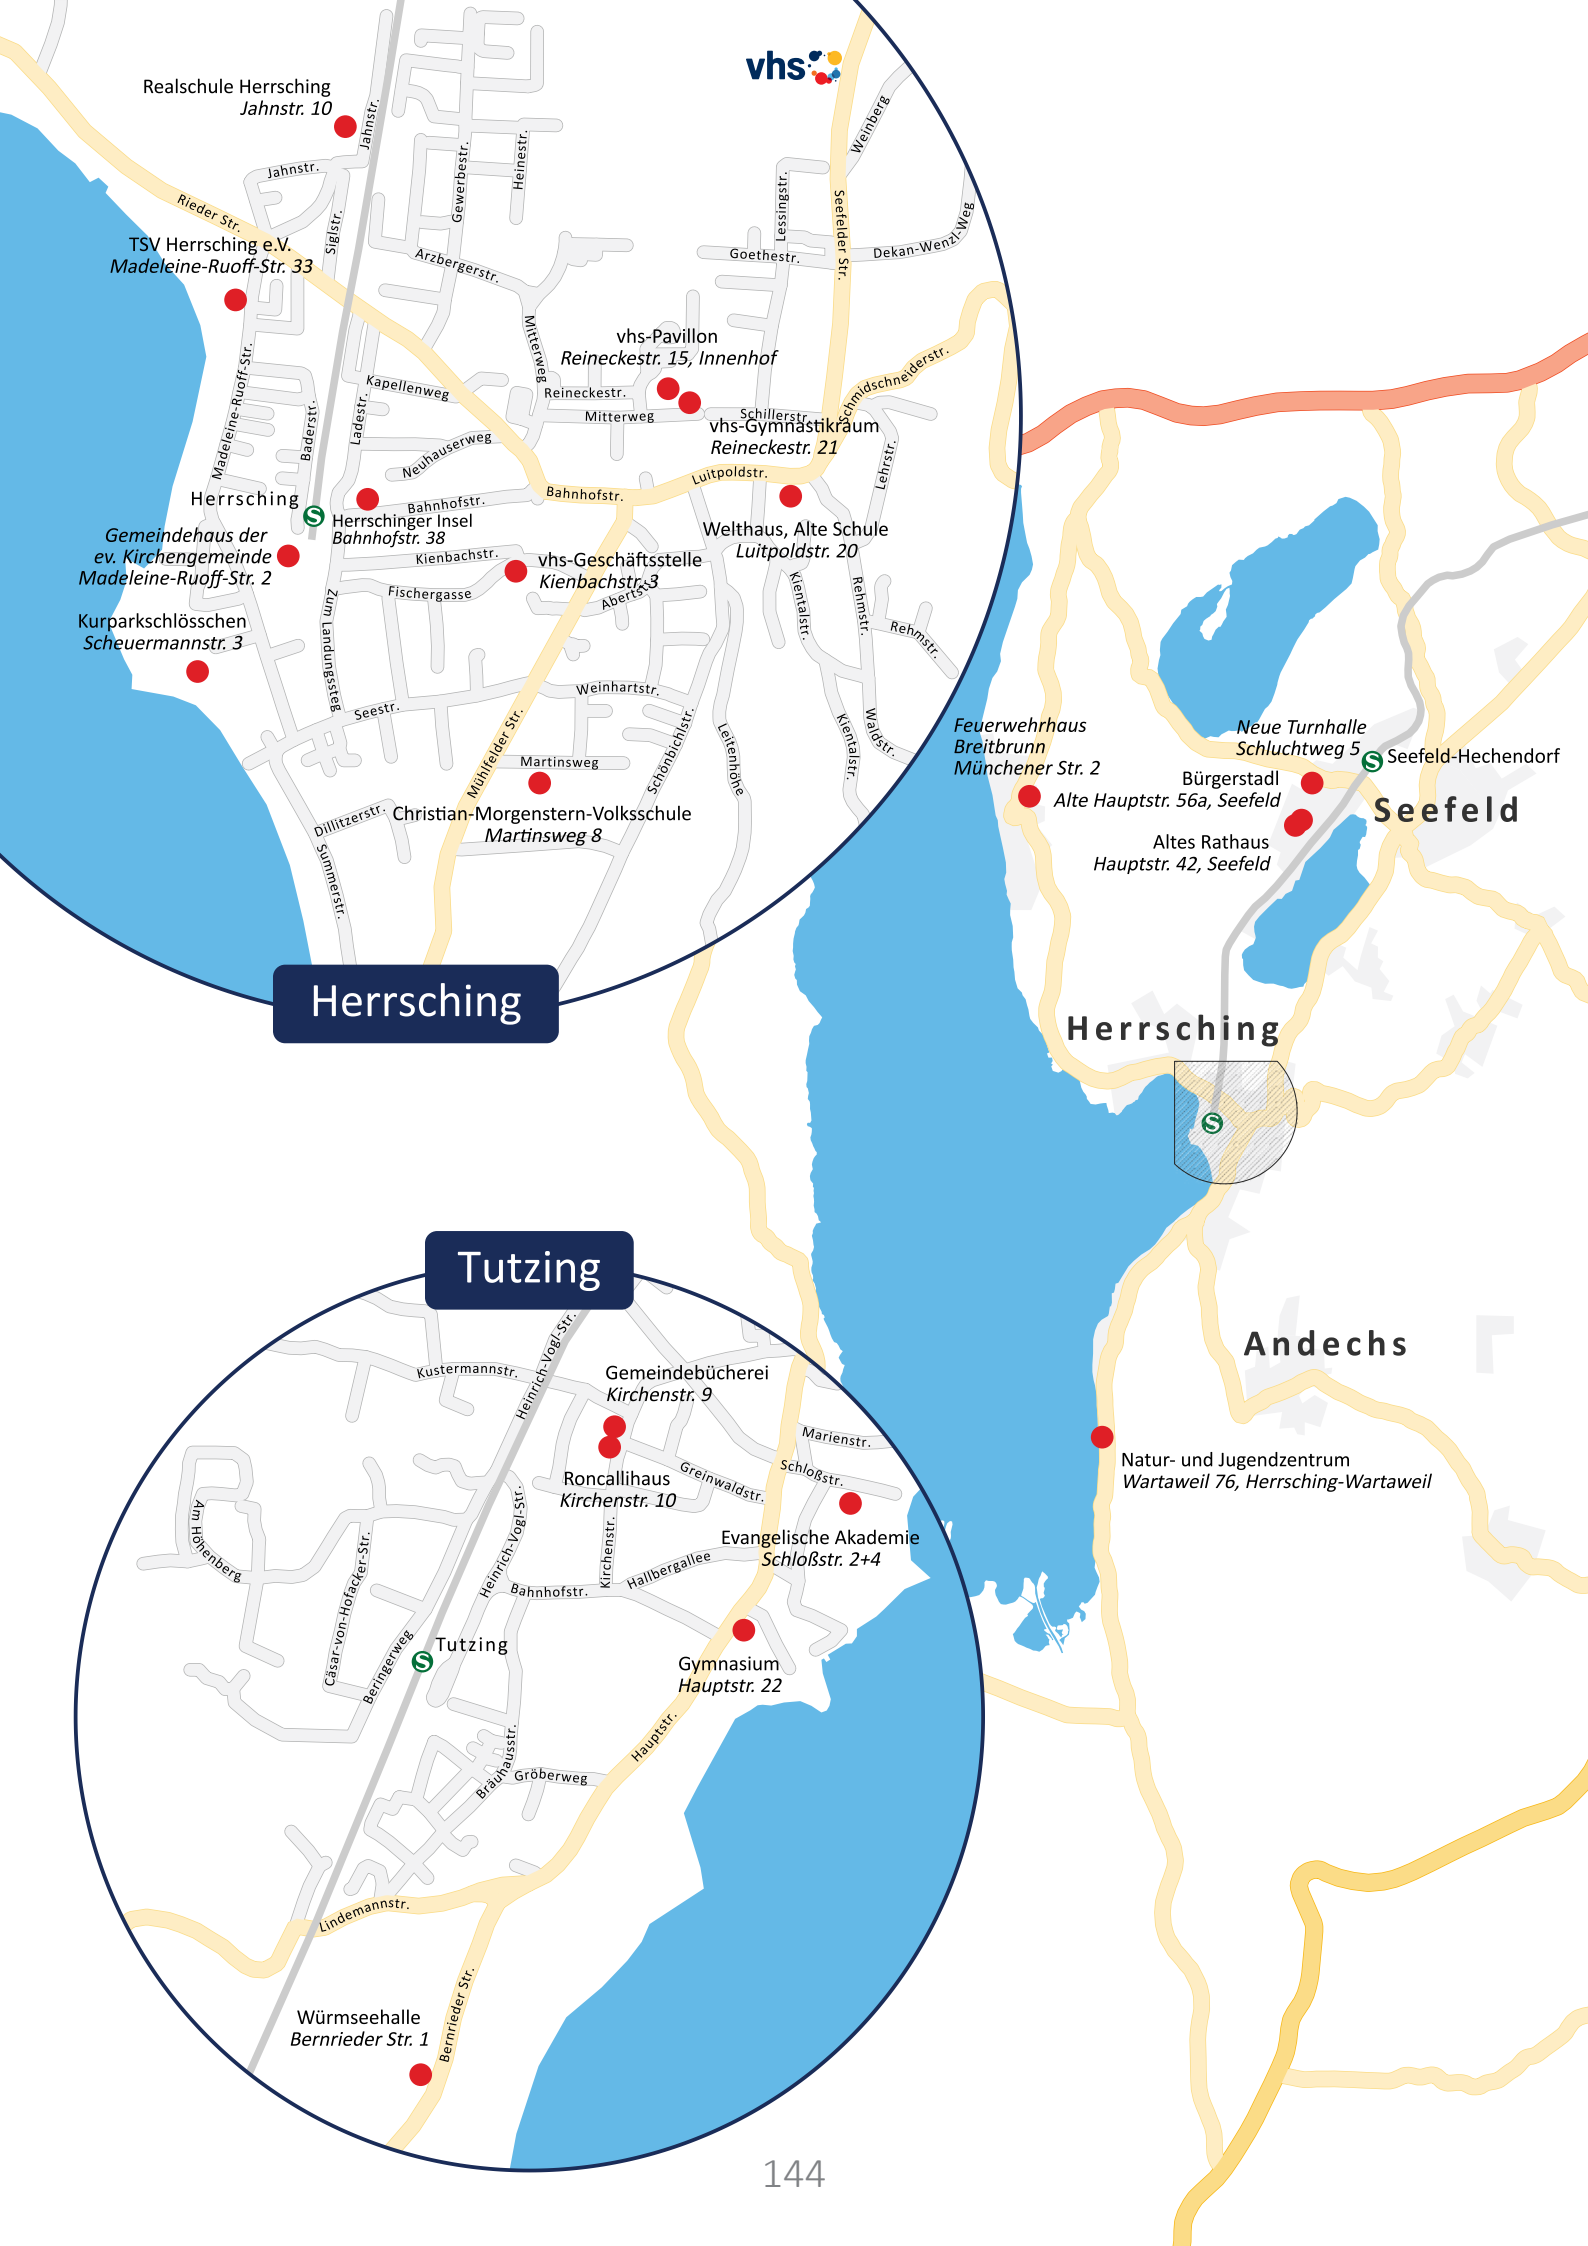 vhs
Realschule Herrsching
Jahnstr. 10
Jahnstr.
Jahnstr.
Rieder Str.
Siglstr.
Gewerbestr.
Heinestr.
Weinberg
Lessingstr.
Seefelder Str.
Goethestr.
Dekan-Wenzl-Weg
Arzbergerstr.
TSV Herrsching e.V.
Madeleine-Ruoff-Str. 33
Mitterweg
vhs-Pavillon
Reineckestr. 15, Innenhof
Schmidschneiderstr.
Kapellenweg
Reineckestr.
Mitterweg
Schillerstr.
vhs-Gymnastikraum
Reineckestr. 21
Madeleine-Ruoff-Str.
Baderstr.
Ladestr.
Neuhauserweg
Lehrstr.
Luitpoldstr.
Bahnhofstr.
Bahnhofstr.
Herrsching
S
Herrschinger Insel
Bahnhofstr. 38
Welthaus, Alte Schule
Luitpoldstr. 20
Gemeindehaus der
ev. Kirchengemeinde
Madeleine-Ruoff-Str. 2
Kienbachstr.
vhs-Geschäftsstelle
Kienbachstr. 3
Fischergasse
Abertstr.
Kientalstr.
Rehmstr.
Rehmstr.
Kurparkschlösschen
Scheuermannstr. 3
Zum Landungssteg
Seestr.
Weinhartstr.
Mühlfelder Str.
Schönbichlstr.
Leitenhöhe
Kientalstr.
Waldstr.
Martinsweg
Christian-Morgenstern-Volksschule
Martinsweg 8
Dillitzerstr.
Summerstr.
Herrsching
Feuerwehrhaus
Breitbrunn
Münchener Str. 2
Neue Turnhalle
Schluchtweg 5
S
Seefeld-Hechendorf
Bürgerstadl
Alte Hauptstr. 56a, Seefeld
Seefeld
Altes Rathaus
Hauptstr. 42, Seefeld
Herrsching
S
Andechs
Natur- und Jugendzentrum
Wartaweil 76, Herrsching-Wartaweil
Tutzing
Heinrich-Vogl-Str.
Kustermannstr.
Gemeindebücherei
Kirchenstr. 9
Marienstr.
Schloßstr.
Greinwaldstr.
Roncallihaus
Kirchenstr. 10
Am Höhenberg
Cäsar-von-Hofacker-Str.
Heinrich-Vogl-Str.
Kirchenstr.
Evangelische Akademie
Schloßstr. 2+4
Hallbergallee
Bahnhofstr.
Beringerweg
S
Tutzing
Gymnasium
Hauptstr. 22
Hauptstr.
Bräuhausstr.
Gröberweg
Lindemannstr.
Bernrieder Str.
Würmseehalle
Bernrieder Str. 1
144